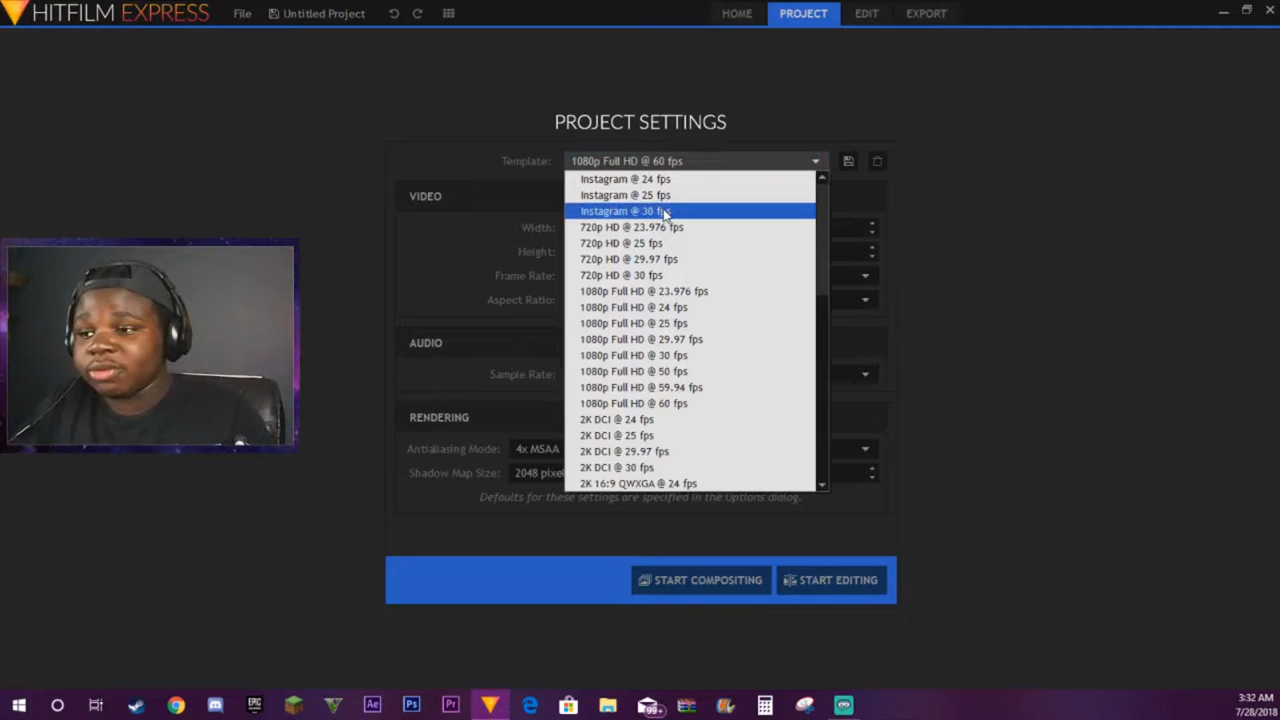 HITFILM EXPRESS
File
Untitled Project
HOME
PROJECT
EDIT
EXPORT
PROJECT SETTINGS
Template:
1080p Full HD @ 60 fps
Instagram @ 24 fps
Instagram @ 25 fps
Instagram @ 30 fps
720p HD @ 23.976 fps
720p HD @ 25 fps
720p HD @ 29.97 fps
720p HD @ 30 fps
1080p Full HD @ 23.976 fps
1080p Full HD @ 24 fps
1080p Full HD @ 25 fps
1080p Full HD @ 29.97 fps
1080p Full HD @ 30 fps
1080p Full HD @ 50 fps
1080p Full HD @ 59.94 fps
1080p Full HD @ 60 fps
2K DCI @ 24 fps
2K DCI @ 25 fps
2K DCI @ 29.97 fps
2K DCI @ 30 fps
2K 16:9 QWXGA @ 24 fps
VIDEO
Width:
Height:
Frame Rate:
Aspect Ratio:
AUDIO
Sample Rate:
RENDERING
Antialiasing Mode:
4x MSAA
Shadow Map Size:
2048 pixel
Defaults for these settings are specified in the Options dialog.
START COMPOSITING
START EDITING
EPIC
GAMES
Ae
Ps
Pr
99+
3:32 AM
7/28/2018